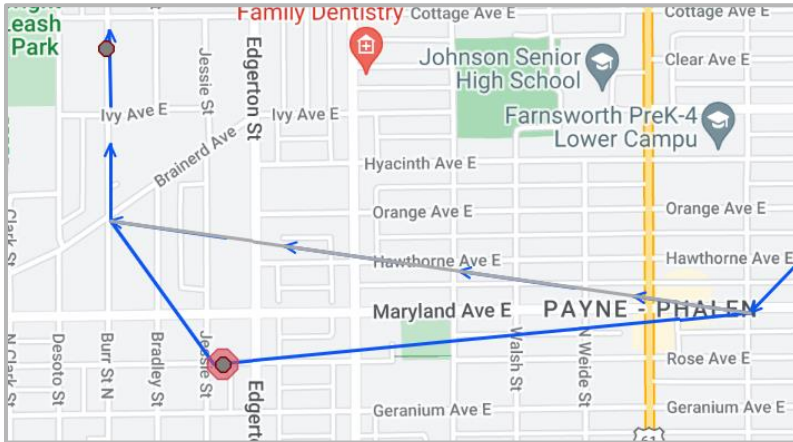 Leash
Park
Family Dentistry
Cottage Ave E
Cottage Ave E
Johnson Senior
High School
Clear Ave E
Jessie St
Edgerton St
Ivy Ave E
Ivy Ave E
Farnsworth PreK-4
Lower Campu
Brainerd Ave
Hyacinth Ave E
Orange Ave E
Orange Ave E
Clark St
Hawthorne Ave E
Hawthorne Ave E
Maryland Ave E
PAYNE - PHALEN
N Clark St
Desoto St
Burr St N
Bradley St
Jessie St
Edgert
Walsh St
N Weide St
Rose Ave E
Geranium Ave E
Geranium Ave E
61